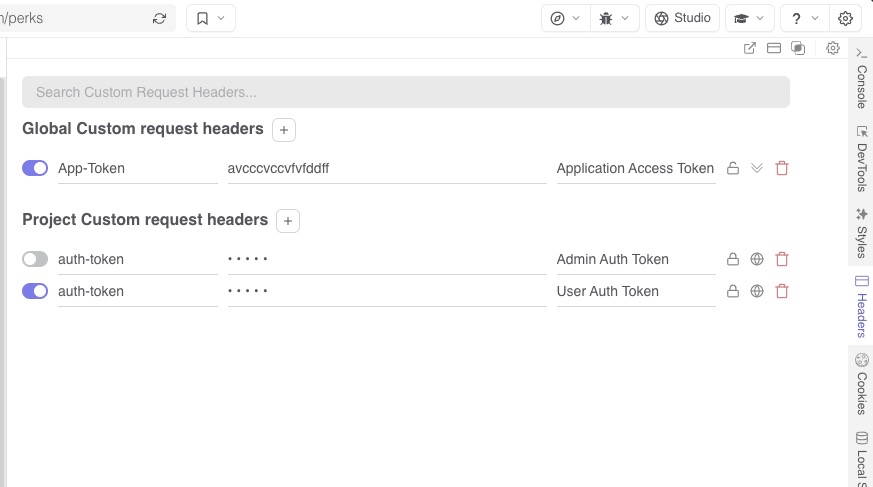 /perks
Studio
?
Search Custom Request Headers...
Global Custom request headers +
App-Token avcccvccvfvfddff Application Access Token
Project Custom request headers +
auth-token ••••• Admin Auth Token
auth-token ••••• User Auth Token
Console
DevTools
Styles
Headers
Cookies
Local S